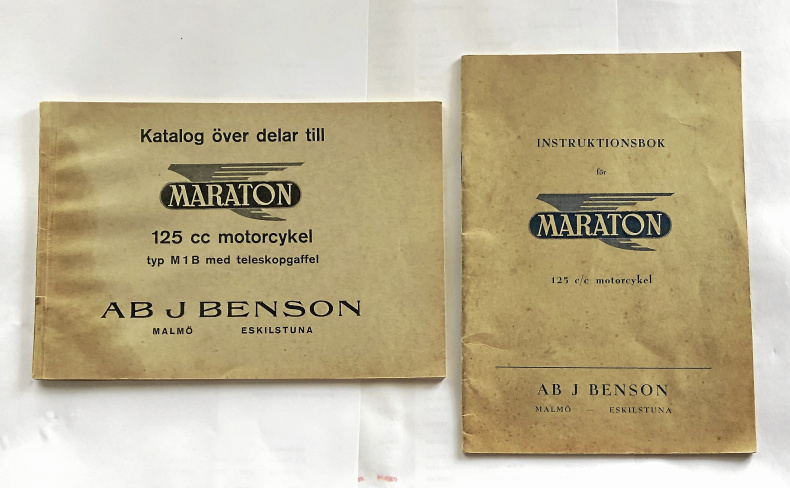 Katalog över delar till
MARATON
125 cc motorcykel
typ M 1 B med teleskopgaffel
AB J BENSON
MALMÖ ESKILSTUNA
INSTRUKTIONSBOK
för
MARATON
125 c/c motorcykel
AB J BENSON
MALMÖ — ESKILSTUNA